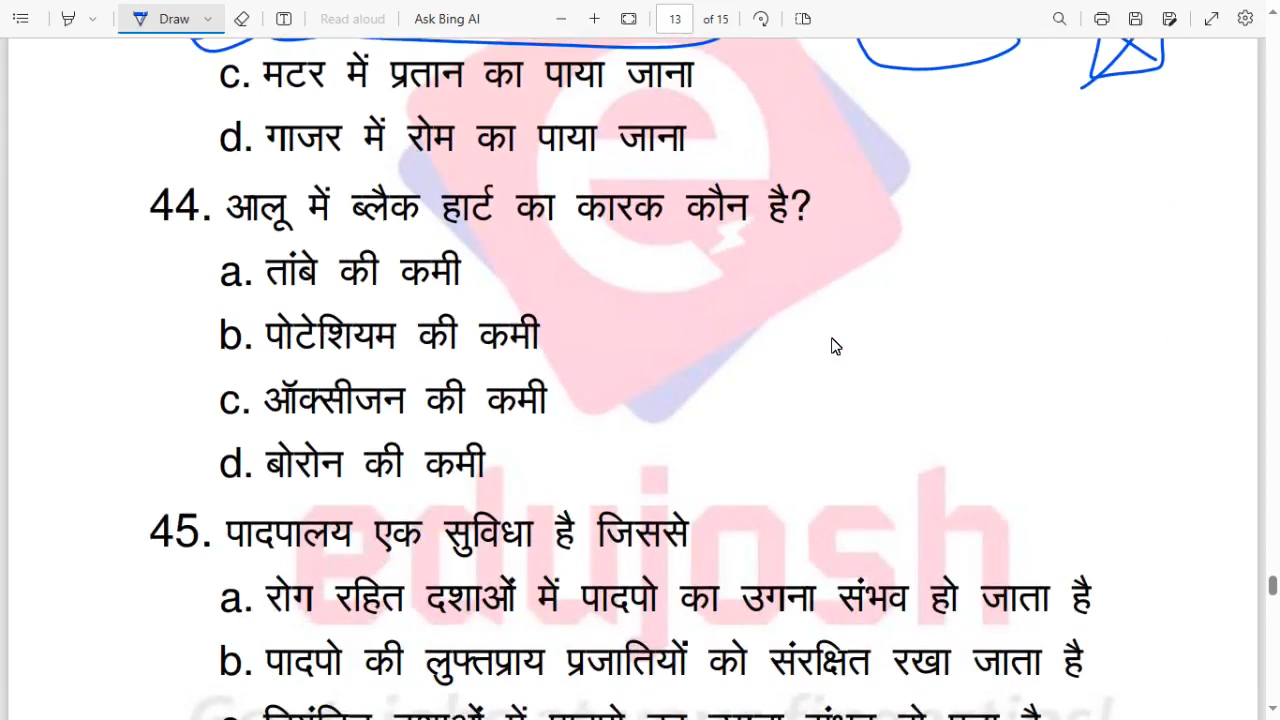 Draw
Read aloud
Ask Bing AI
13 of 15
c. मटर में प्रतान का पाया जाना
d. गाजर में रोम का पाया जाना
44. आलू में ब्लैक हार्ट का कारक कौन है?
a. तांबे की कमी
b. पोटेशियम की कमी
c. ऑक्सीजन की कमी
d. बोरोन की कमी
45. पादपालय एक सुविधा है जिससे
a. रोग रहित दशाओं में पादपो का उगना संभव हो जाता है
b. पादपो की लुफ्तप्राय प्रजातियों को संरक्षित रखा जाता है
edujosh